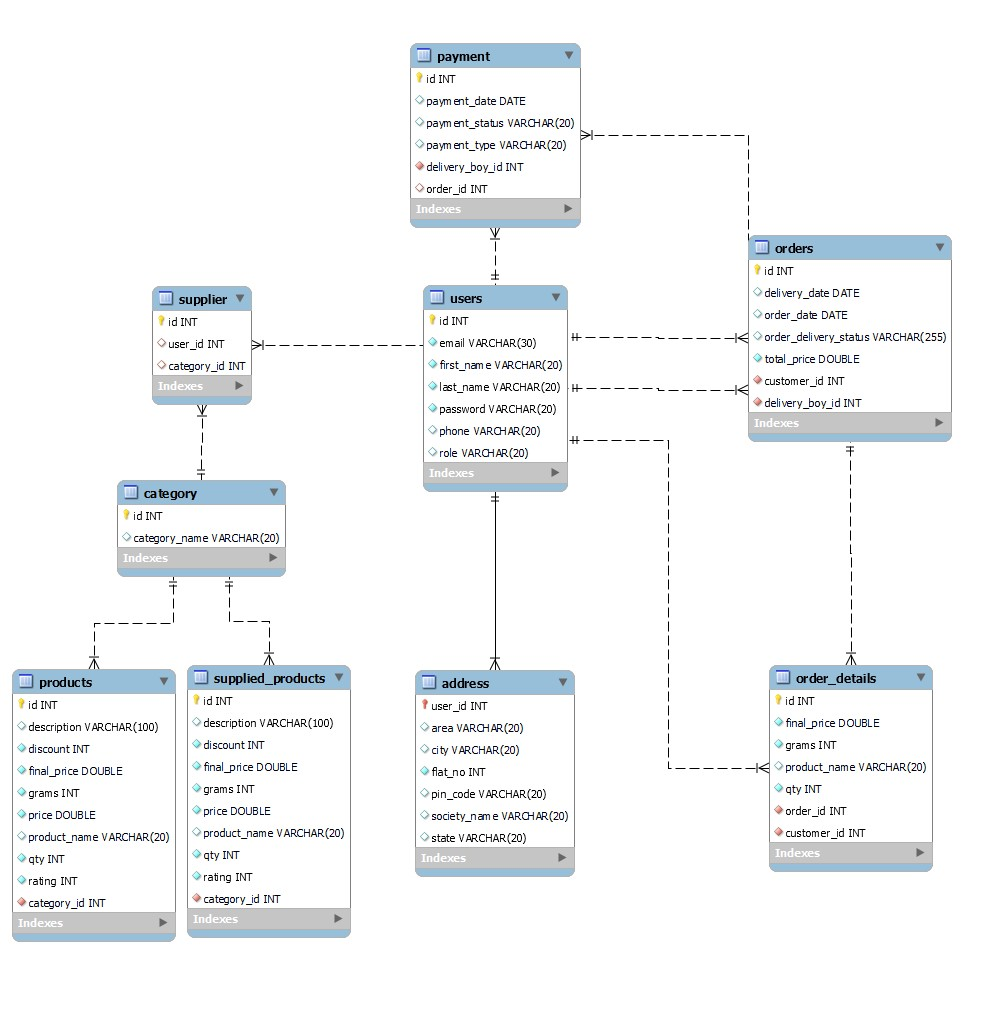 payment
id INT
payment_date DATE
payment_status VARCHAR(20)
payment_type VARCHAR(20)
delivery_boy_id INT
order_id INT
Indexes
orders
id INT
delivery_date DATE
order_date DATE
order_delivery_status VARCHAR(255)
total_price DOUBLE
customer_id INT
delivery_boy_id INT
Indexes
supplier
id INT
user_id INT
category_id INT
Indexes
users
id INT
email VARCHAR(30)
first_name VARCHAR(20)
last_name VARCHAR(20)
password VARCHAR(20)
phone VARCHAR(20)
role VARCHAR(20)
Indexes
category
id INT
category_name VARCHAR(20)
Indexes
products
id INT
description VARCHAR(100)
discount INT
final_price DOUBLE
grams INT
price DOUBLE
product_name VARCHAR(20)
qty INT
rating INT
category_id INT
Indexes
supplied_products
id INT
description VARCHAR(100)
discount INT
final_price DOUBLE
grams INT
price DOUBLE
product_name VARCHAR(20)
qty INT
rating INT
category_id INT
Indexes
address
user_id INT
area VARCHAR(20)
city VARCHAR(20)
flat_no INT
pin_code VARCHAR(20)
society_name VARCHAR(20)
state VARCHAR(20)
Indexes
order_details
id INT
final_price DOUBLE
grams INT
product_name VARCHAR(20)
qty INT
order_id INT
customer_id INT
Indexes